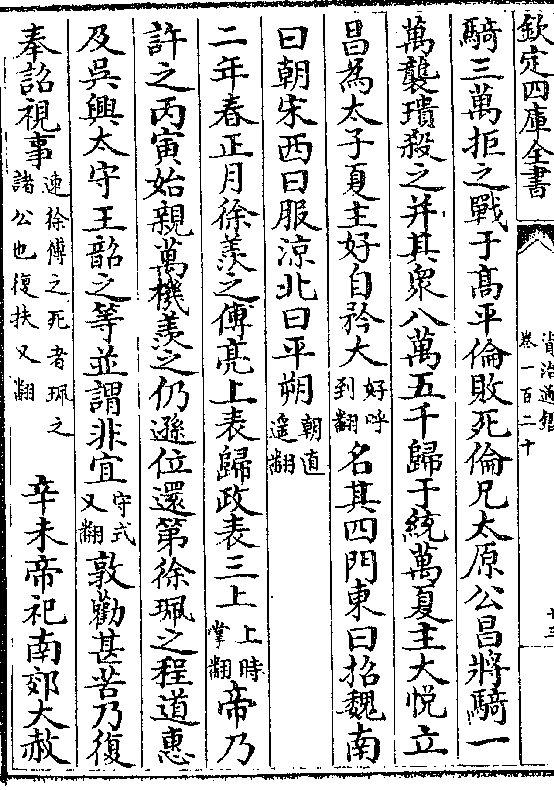 欽定四庫全書
資治通鑑
卷一百二十
十三
騎三萬拒之戰于髙平倫敗死倫兄太原公昌將騎一
萬襲璝殺之并其衆八萬五千歸于統萬夏主大悦立
昌為太子夏主好自矜大好呼到翻名其四門東曰招魏南
曰朝宋西曰服涼北曰平朔朝直遥翻
二年春正月徐羨之傅亮上表歸政表三上上時掌翻帝乃
許之丙寅始親萬機羨之仍遜位還第徐珮之程道惠
及吳興太守王韶之等並謂非宜守式又翻敦勸甚苦乃復
奉詔視事速徐傅之死者珮之諸公也復扶又翻辛未帝祀南郊大赦